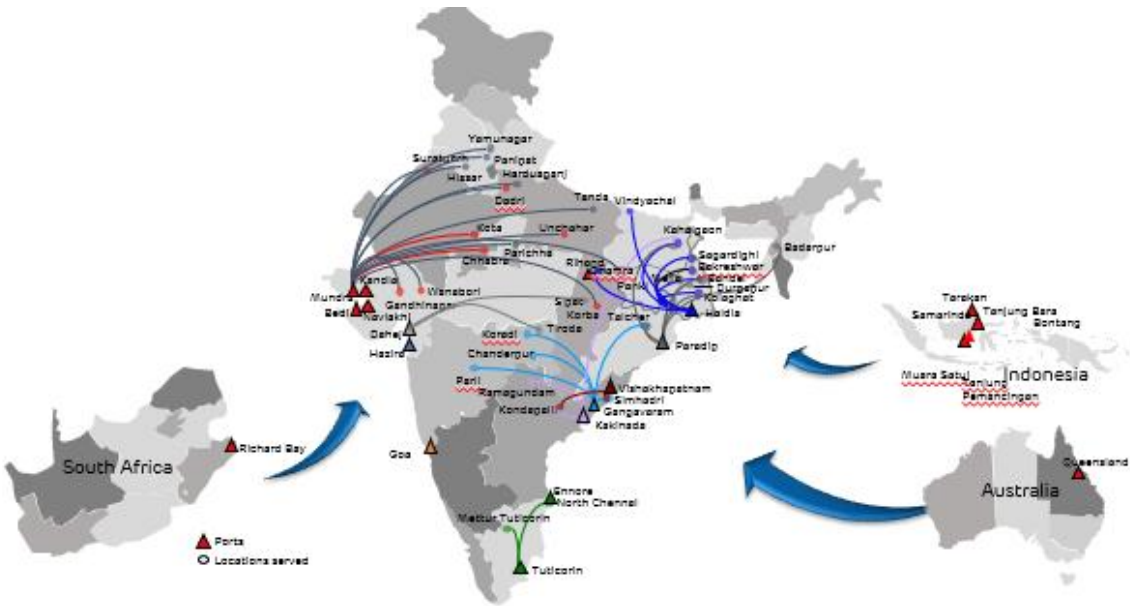 Yamunagar
Suratgarh
Panipat
Hissar
Harduaganj
Dadri
Tanda
Vindyachal
Kota
Unchahar
Kahalgaon
Parichha
Chhabra
Sagardighi
Badarpur
Rihand
Bakreshwar
Kandla
Durgapur
Mundra
Wanabori
Gandhinagar
Sipat
Kolaghat
Bedi
Navlakhi
Korba
Haldia
Talcher
Dahej
Tiroda
Koradi
Hazira
Paradip
Chanderpur
Parli
Ramagundam
Vishakhapatnam
Simhadri
Kondapalli
Gangavaram
Kakinada
Goa
Ennore
North Chennai
Mettur Tuticorin
Tuticorin
Tarakan
Samarinda
Tanjung Bara
Bontang
Indonesia
Muara Satui
Tanjung
Pemancingan
South Africa
Richard Bay
Queensland
Australia
Ports
Locations served